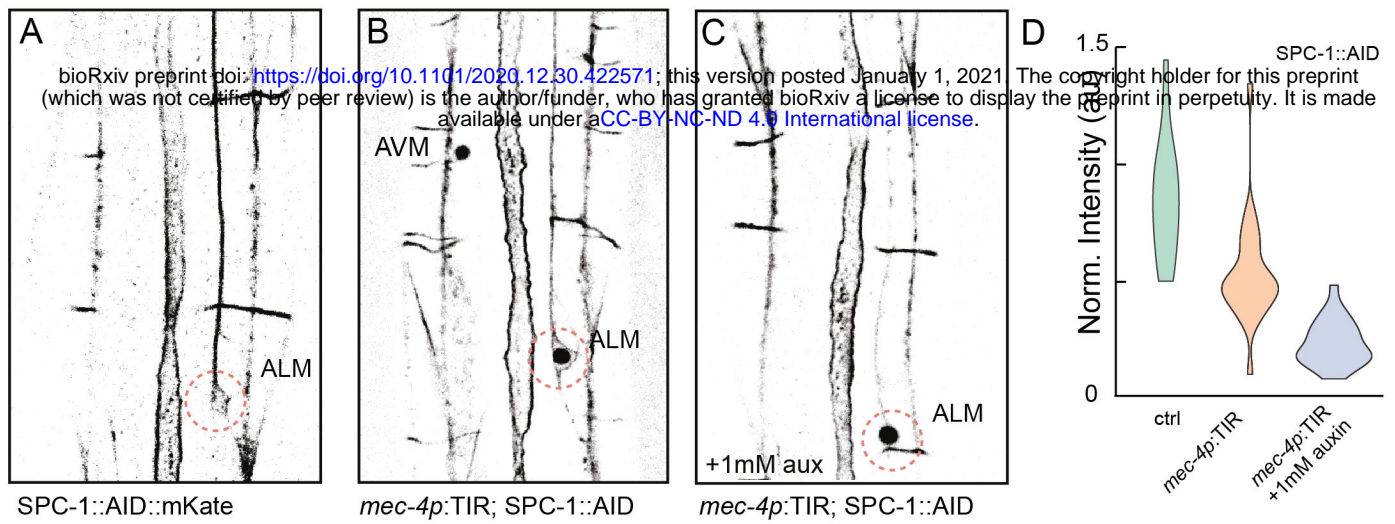 A
B
C
D
bioRxiv preprint doi: https://doi.org/10.1101/2020.12.30.422571; this version posted January 1, 2021. The copyright holder for this preprint
(which was not certified by peer review) is the author/funder, who has granted bioRxiv a license to display the preprint in perpetuity. It is made
available under aCC-BY-NC-ND 4.0 International license.
ALM
SPC-1::AID::mKate
AVM
ALM
mec-4p:TIR; SPC-1::AID
ALM
+1mM aux
mec-4p:TIR; SPC-1::AID
SPC-1::AID
Norm. Intensity (au)
1.5
0
ctrl
mec-4p:TIR
mec-4p:TIR
+1mM auxin